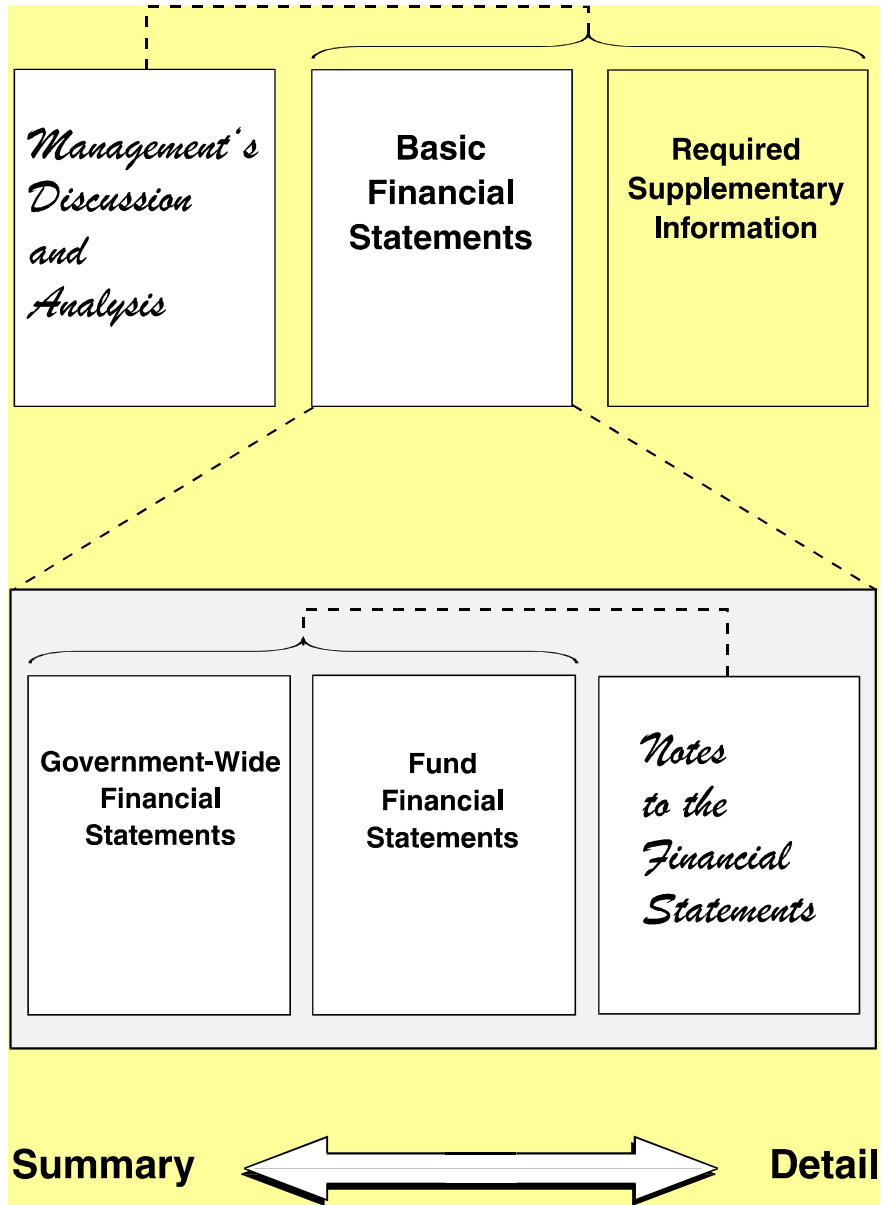 Management's
Discussion
and
Analysis
Basic
Financial
Statements
Required
Supplementary
Information
Government-Wide
Financial
Statements
Fund
Financial
Statements
Notes
to the
Financial
Statements
Summary
Detail